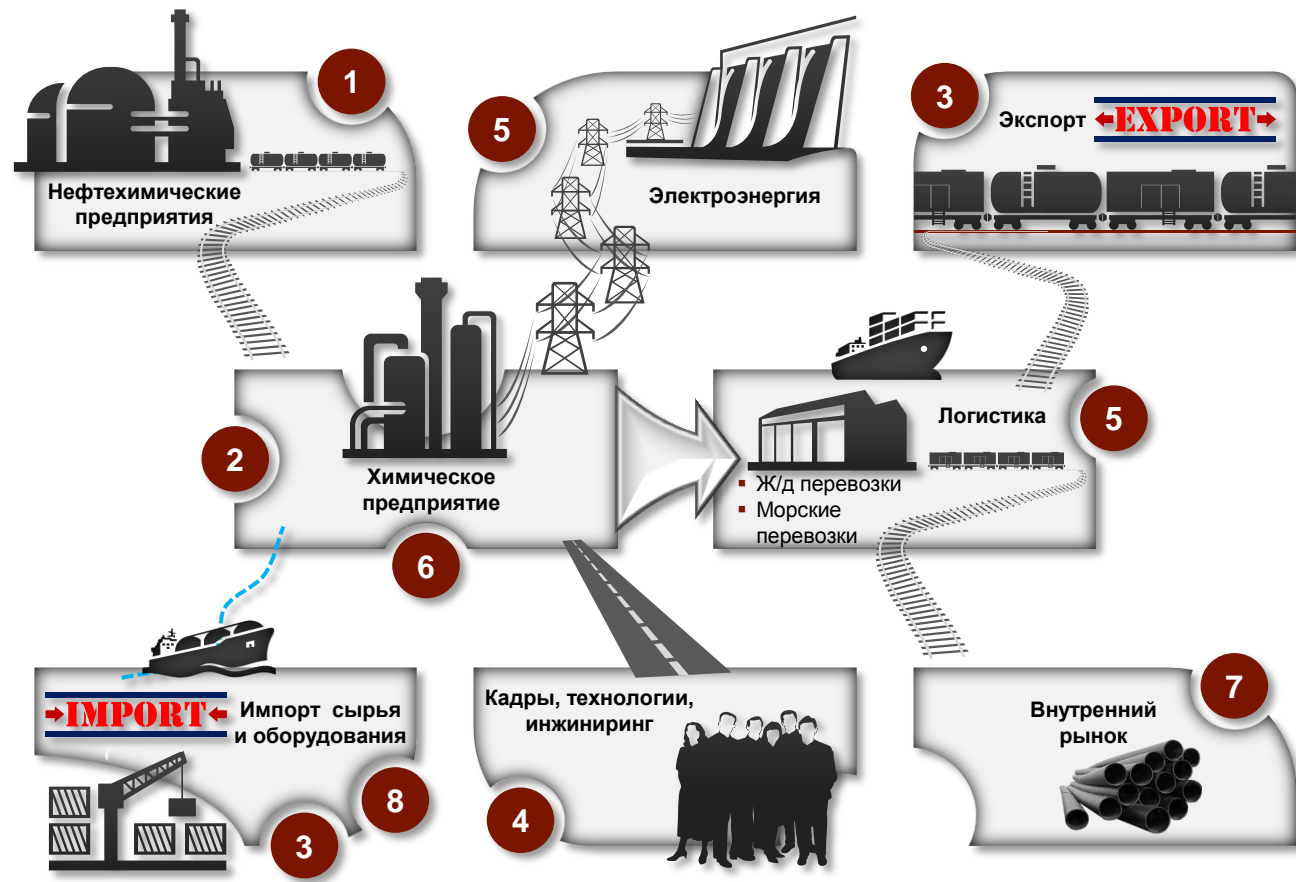 1
Нефтехимические
предприятия
5
Электроэнергия
3
Экспорт
EXPORT
2
Химическое
предприятие
6
Логистика
5
Ж/д перевозки
Морские
перевозки
IMPORT
Импорт сырья
и оборудования
8
3
Кадры, технологии,
инжиниринг
4
7
Внутренний
рынок